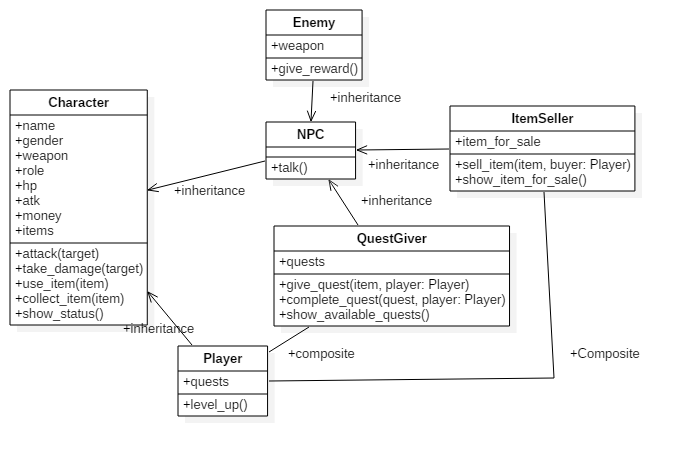 Enemy
+weapon
+give_reward()
+inheritance
Character
+name
+gender
+weapon
+role
+hp
+atk
+money
+items
+attack(target)
+take_damage(target)
+use_item(item)
+collect_item(item)
+show_status()
NPC
+talk()
ItemSeller
+item_for_sale
+sell_item(item, buyer: Player)
+show_item_for_sale()
+inheritance
+inheritance
+inheritance
QuestGiver
+quests
+give_quest(item, player: Player)
+complete_quest(quest, player: Player)
+show_available_quests()
+inheritance
Player
+quests
+level_up()
+composite
+Composite